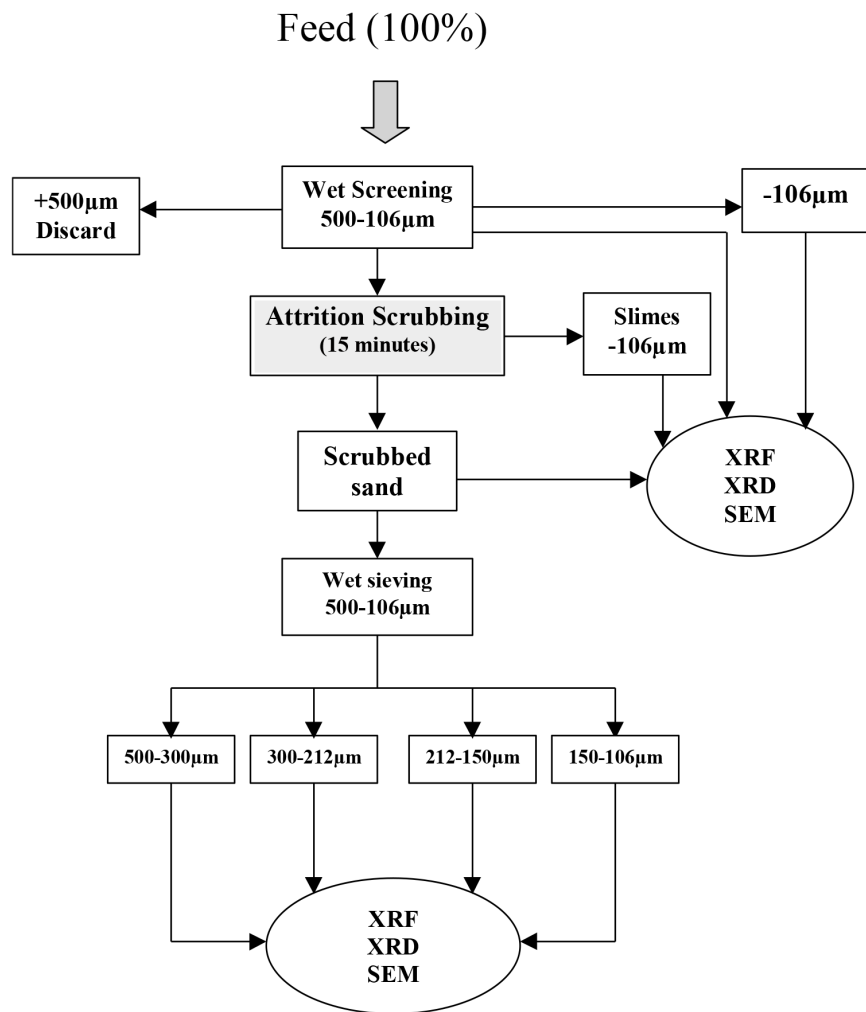 Feed (100%)
+500µm
Discard
Wet Screening
500-106µm
-106µm
Attrition Scrubbing
(15 minutes)
Slimes
-106µm
Scrubbed
sand
XRF
XRD
SEM
Wet sieving
500-106µm
500-300µm
300-212µm
212-150µm
150-106µm
XRF
XRD
SEM